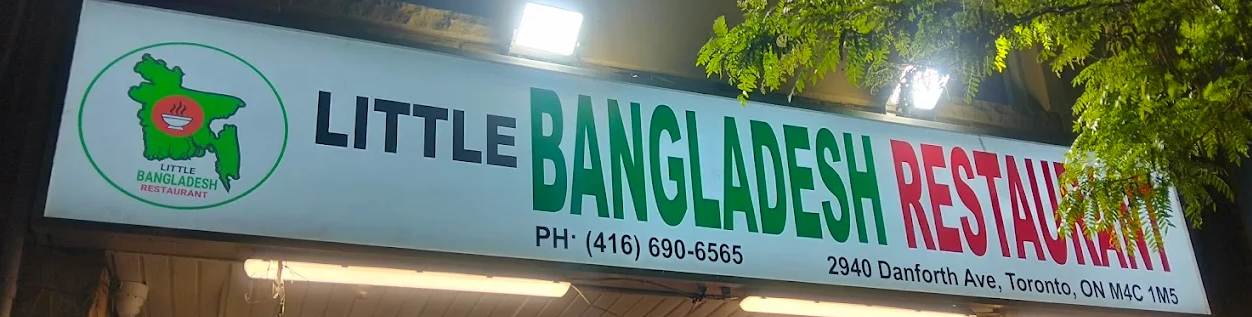 LITTLE
BANGLADESH
RESTAURANT
LITTLE BANGLADESH RESTAURANT
PH: (416) 690-6565
2940 Danforth Ave, Toronto, ON M4C 1M5